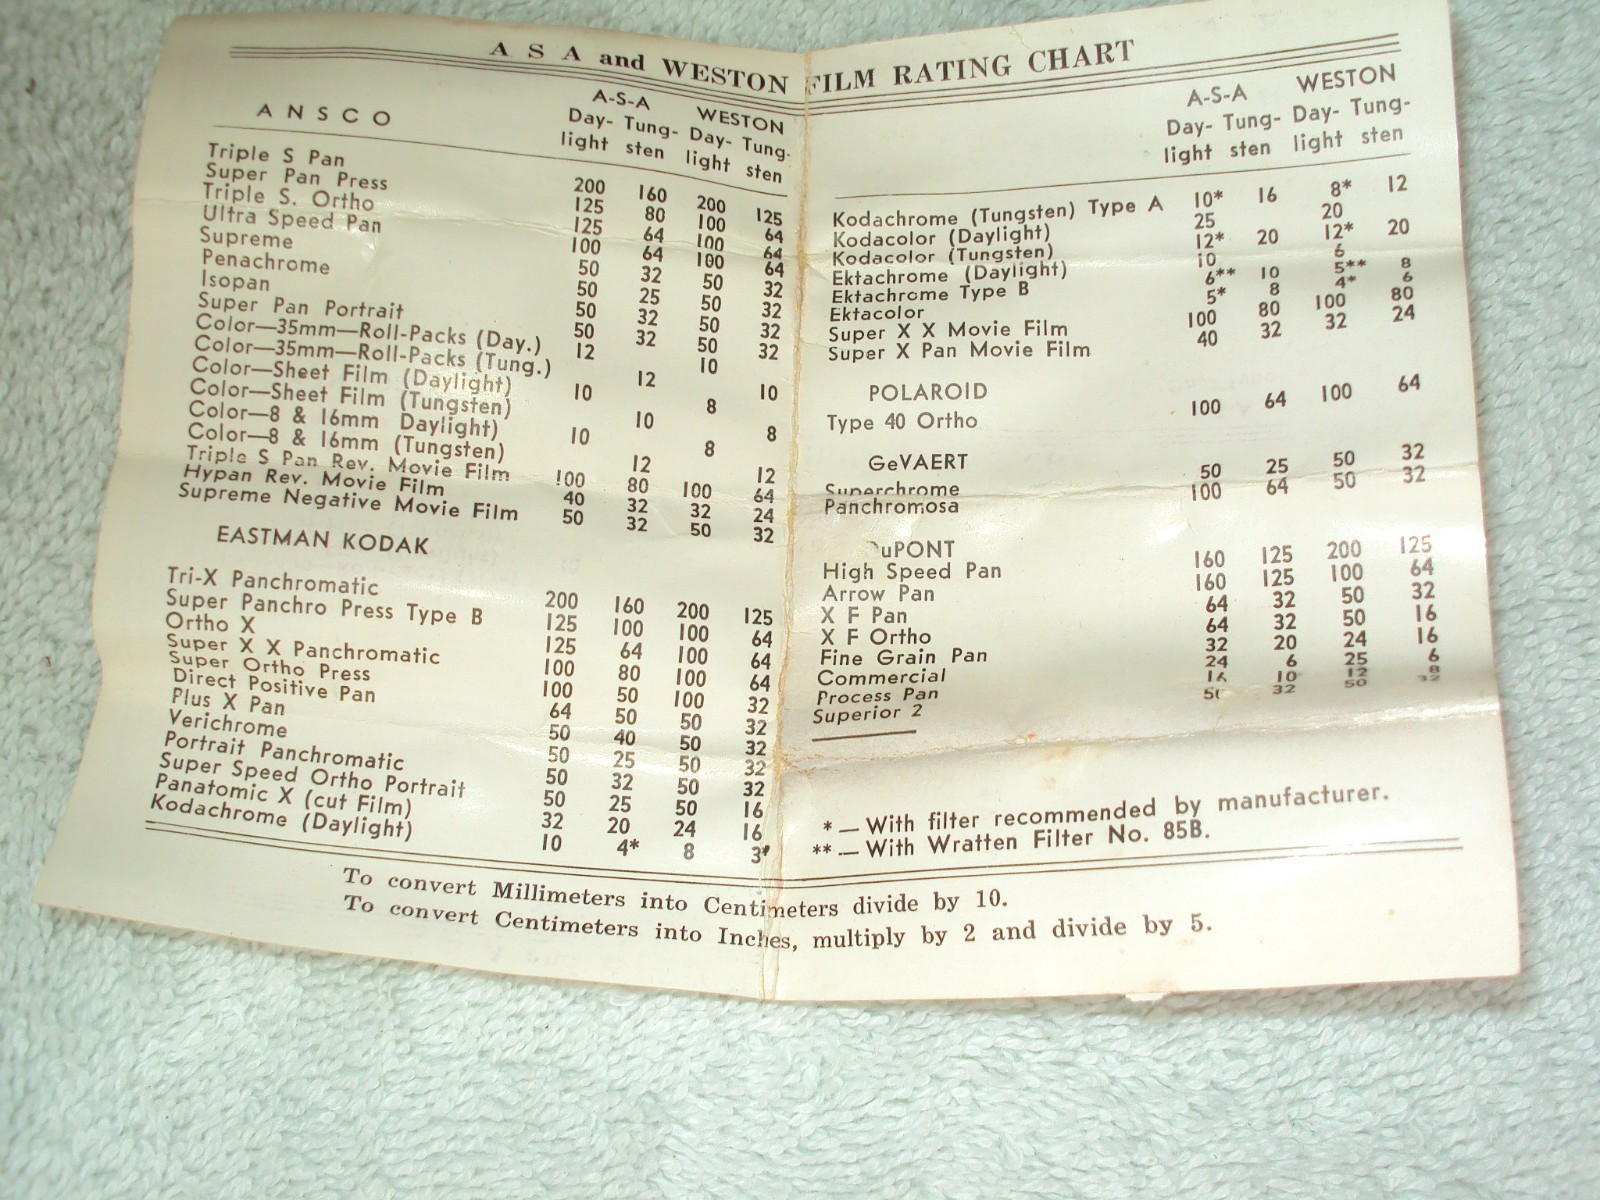 A S A and WESTON FILM RATING CHART
A-S-A WESTON
ANSCO Day- Tung- Day- Tung-
light sten light sten
Triple S Pan 200 160 200 125
Super Pan Press 125 80 100 64
Triple S. Ortho 125 64 100 64
Ultra Speed Pan 100 64 100 64
Supreme 50 32 50 32
Penachrome 50 25 50 32
Isopan 50 32 50 32
Super Pan Portrait 50 32 50 32
Color—35mm—Roll-Packs (Day.) 12 10
Color—35mm—Roll-Packs (Tung.) 12 10
Color—Sheet Film (Daylight) 10 8
Color—Sheet Film (Tungsten) 10 8
Color—8 & 16mm Daylight) 10 8
Color—8 & 16mm (Tungsten) 12 12
Triple S Pan Rev. Movie Film 100 80 100 64
Hypan Rev. Movie Film 40 32 32 24
Supreme Negative Movie Film 50 32 50 32
EASTMAN KODAK
Tri-X Panchromatic 200 160 200 125
Super Panchro Press Type B 125 100 100 64
Ortho X 125 64 100 64
Super X X Panchromatic 100 80 100 64
Super Ortho Press 100 50 100 32
Direct Positive Pan 64 50 50 32
Plus X Pan 50 40 50 32
Verichrome 50 25 50 32
Portrait Panchromatic 50 32 50 32
Super Speed Ortho Portrait 50 25 50 16
Panatomic X (cut Film) 32 20 24 16
Kodachrome (Daylight) 10 4* 8 3*
A-S-A WESTON
Day- Tung- Day- Tung-
light sten light sten
Kodachrome (Tungsten) Type A 10* 16 8* 12
Kodacolor (Daylight) 25 20
Kodacolor (Tungsten) 12* 20 12* 20
Ektachrome (Daylight) 10 6
Ektachrome Type B 6** 10 5** 8
Ektacolor 5* 8 4* 6
Super X X Movie Film 100 80 100 80
Super X Pan Movie Film 40 32 32 24
POLAROID
Type 40 Ortho 100 64 100 64
GeVAERT
Superchrome 50 25 50 32
Panchromosa 100 64 50 32
DuPONT
High Speed Pan 160 125 200 125
Arrow Pan 160 125 100 64
X F Pan 64 32 50 32
X F Ortho 64 32 50 16
Fine Grain Pan 32 20 24 16
Commercial 24 6 25 6
Process Pan 16 10 12 8
Superior 2 50 32 50 32
*—With filter recommended by manufacturer.
**—With Wratten Filter No. 85B.
To convert Millimeters into Centimeters divide by 10.
To convert Centimeters into Inches, multiply by 2 and divide by 5.